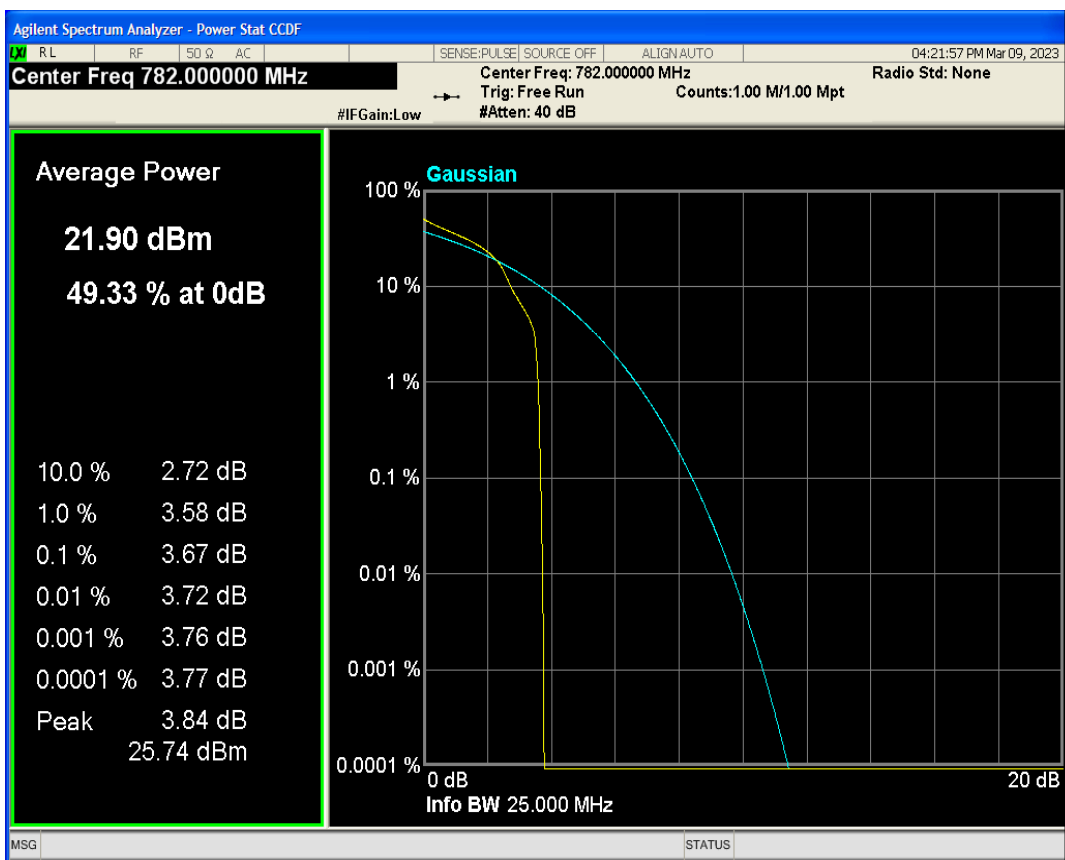 Agilent Spectrum Analyzer - Power Stat CCDF
LXI RL RF 50 Ω AC SENSE:PULSE SOURCE OFF ALIGN AUTO 04:21:57 PM Mar 09, 2023
Center Freq 782.000000 MHz Center Freq: 782.000000 MHz Radio Std: None
Trig: Free Run Counts:1.00 M/1.00 Mpt
#IFGain:Low #Atten: 40 dB
Average Power
21.90 dBm
49.33 % at 0dB
10.0 % 2.72 dB
1.0 % 3.58 dB
0.1 % 3.67 dB
0.01 % 3.72 dB
0.001 % 3.76 dB
0.0001 % 3.77 dB
Peak 3.84 dB
25.74 dBm
Gaussian
100 %
10 %
1 %
0.1 %
0.01 %
0.001 %
0.0001 %
0 dB 20 dB
Info BW 25.000 MHz
MSG STATUS